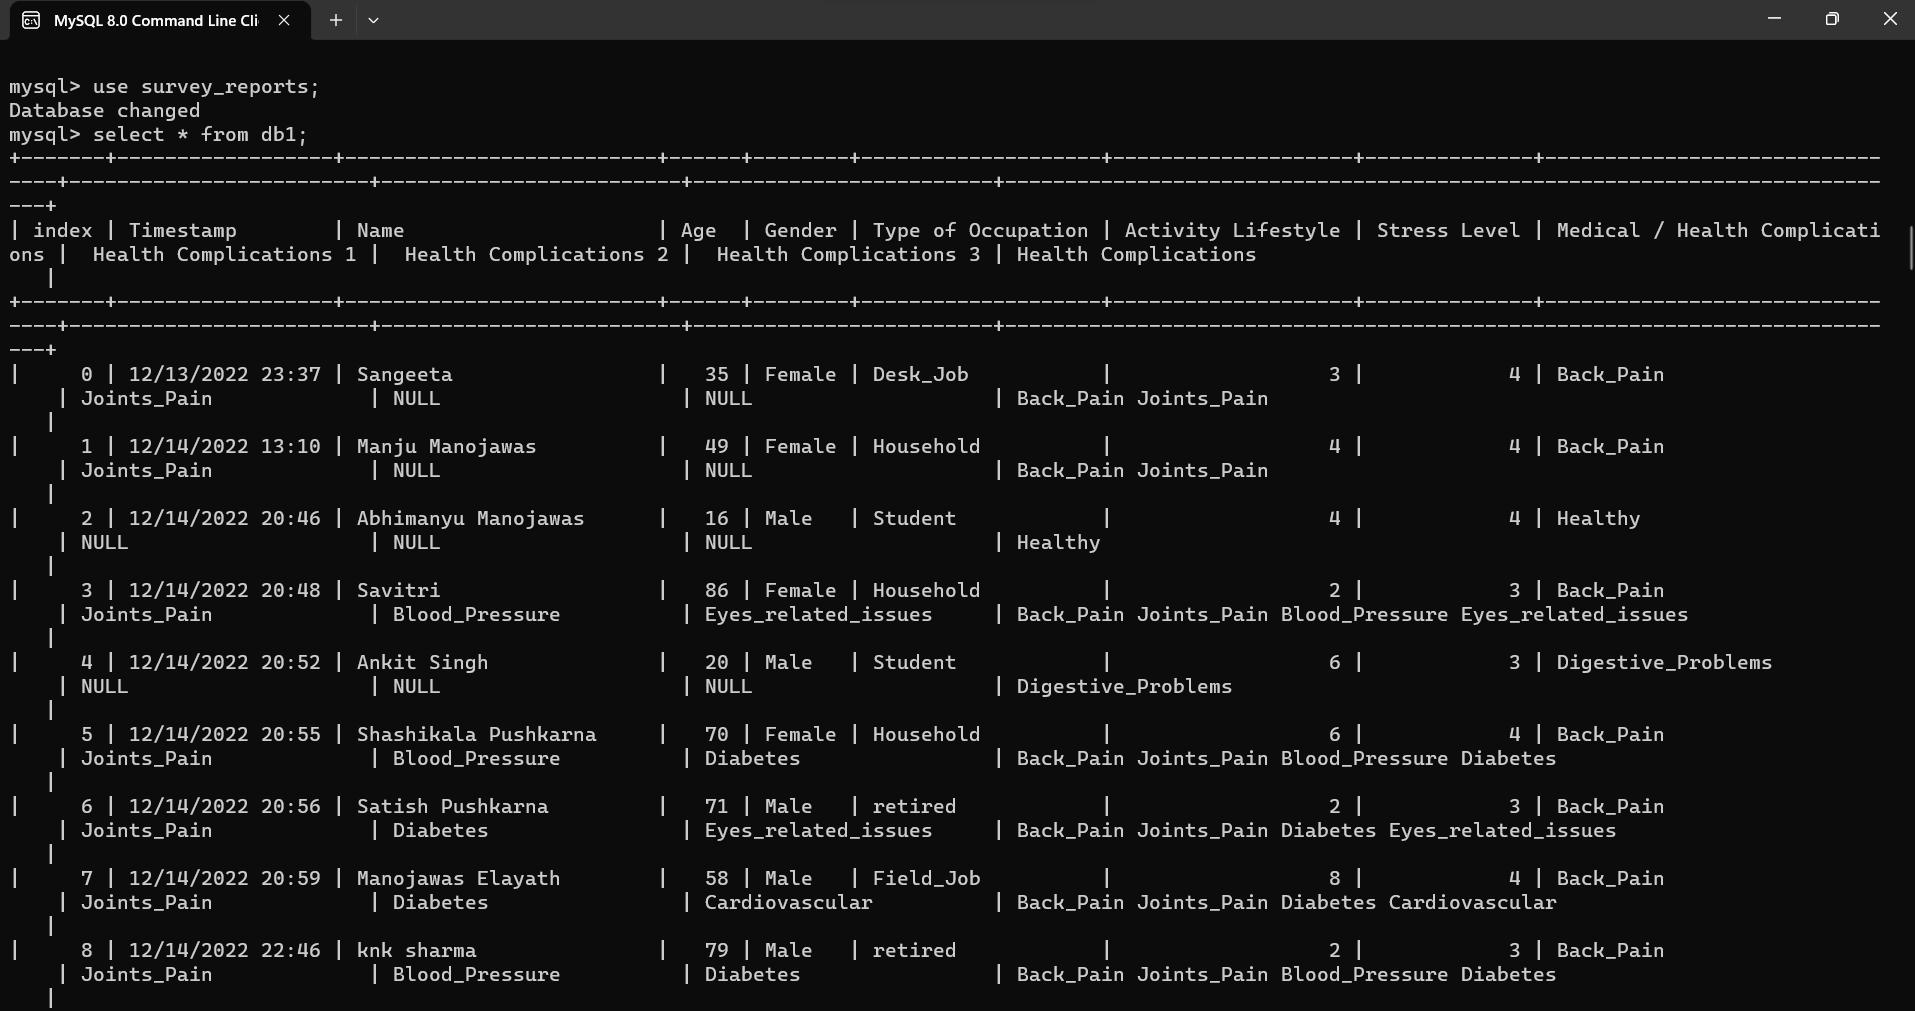 MySQL 8.0 Command Line Cli
mysql> use survey_reports;
Database changed
mysql> select * from db1;
+-------+------------------+--------------------------+------+--------+--------------------+--------------------+--------------+----------------------------
----+-------------------------+-------------------------+-------------------------+-------------------------------------------------------------------------
---+
| index | Timestamp        | Name                     | Age  | Gender | Type of Occupation | Activity Lifestyle | Stress Level | Medical / Health Complicati
ons |  Health Complications 1 |  Health Complications 2 |  Health Complications 3 | Health Complications
   |
+-------+------------------+--------------------------+------+--------+--------------------+--------------------+--------------+----------------------------
----+-------------------------+-------------------------+-------------------------+-------------------------------------------------------------------------
---+
|     0 | 12/13/2022 23:37 | Sangeeta                 |   35 | Female | Desk_Job           |                  3 |            4 | Back_Pain
    | Joints_Pain             | NULL                    | NULL                    | Back_Pain Joints_Pain
   |
|     1 | 12/14/2022 13:10 | Manju Manojawas          |   49 | Female | Household          |                  4 |            4 | Back_Pain
    | Joints_Pain             | NULL                    | NULL                    | Back_Pain Joints_Pain
   |
|     2 | 12/14/2022 20:46 | Abhimanyu Manojawas      |   16 | Male   | Student            |                  4 |            4 | Healthy
    | NULL                    | NULL                    | NULL                    | Healthy
   |
|     3 | 12/14/2022 20:48 | Savitri                  |   86 | Female | Household          |                  2 |            3 | Back_Pain
    | Joints_Pain             | Blood_Pressure          | Eyes_related_issues     | Back_Pain Joints_Pain Blood_Pressure Eyes_related_issues
   |
|     4 | 12/14/2022 20:52 | Ankit Singh              |   20 | Male   | Student            |                  6 |            3 | Digestive_Problems
    | NULL                    | NULL                    | NULL                    | Digestive_Problems
   |
|     5 | 12/14/2022 20:55 | Shashikala Pushkarna     |   70 | Female | Household          |                  6 |            4 | Back_Pain
    | Joints_Pain             | Blood_Pressure          | Diabetes                | Back_Pain Joints_Pain Blood_Pressure Diabetes
   |
|     6 | 12/14/2022 20:56 | Satish Pushkarna         |   71 | Male   | retired            |                  2 |            3 | Back_Pain
    | Joints_Pain             | Diabetes                | Eyes_related_issues     | Back_Pain Joints_Pain Diabetes Eyes_related_issues
   |
|     7 | 12/14/2022 20:59 | Manojawas Elayath        |   58 | Male   | Field_Job          |                  8 |            4 | Back_Pain
    | Joints_Pain             | Diabetes                | Cardiovascular          | Back_Pain Joints_Pain Diabetes Cardiovascular
   |
|     8 | 12/14/2022 22:46 | knk sharma               |   79 | Male   | retired            |                  2 |            3 | Back_Pain
    | Joints_Pain             | Blood_Pressure          | Diabetes                | Back_Pain Joints_Pain Blood_Pressure Diabetes
   |